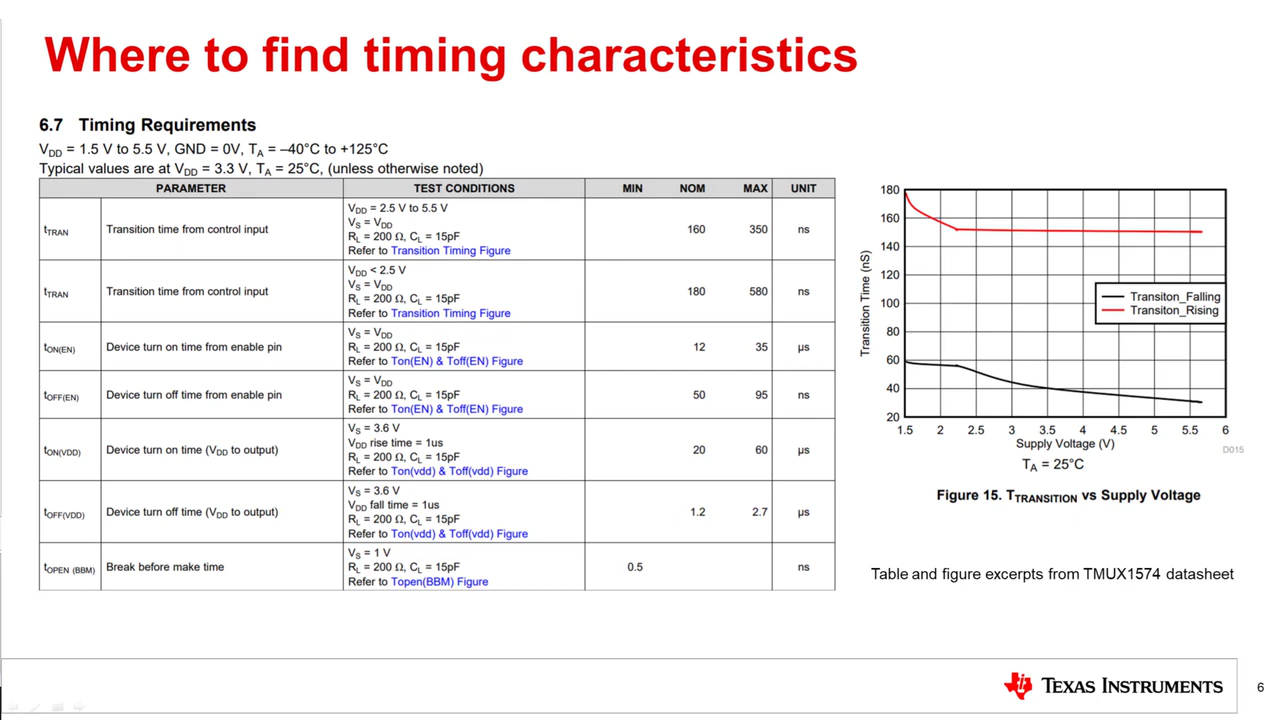 Where to find timing characteristics
6.7 Timing Requirements
VDD = 1.5 V to 5.5 V, GND = 0V, TA = –40°C to +125°C
Typical values are at VDD = 3.3 V, TA = 25°C, (unless otherwise noted)
PARAMETER TEST CONDITIONS MIN NOM MAX UNIT
tTRAN Transition time from control input
VDD = 2.5 V to 5.5 V
VS = VDD
RL = 200 Ω, CL = 15pF
Refer to Transition Timing Figure
160 350 ns
tTRAN Transition time from control input
VDD < 2.5 V
VS = VDD
RL = 200 Ω, CL = 15pF
Refer to Transition Timing Figure
180 580 ns
tON(EN) Device turn on time from enable pin
VS = VDD
RL = 200 Ω, CL = 15pF
Refer to Ton(EN) & Toff(EN) Figure
12 35 μs
tOFF(EN) Device turn off time from enable pin
VS = VDD
RL = 200 Ω, CL = 15pF
Refer to Ton(EN) & Toff(EN) Figure
50 95 ns
tON(VDD) Device turn on time (VDD to output)
VS = 3.6 V
VDD rise time = 1us
RL = 200 Ω, CL = 15pF
Refer to Ton(vdd) & Toff(vdd) Figure
20 60 μs
tOFF(VDD) Device turn off time (VDD to output)
VS = 3.6 V
VDD fall time = 1us
RL = 200 Ω, CL = 15pF
Refer to Ton(vdd) & Toff(vdd) Figure
1.2 2.7 μs
tOPEN (BBM) Break before make time
VS = 1 V
RL = 200 Ω, CL = 15pF
Refer to Topen(BBM) Figure
0.5 ns
Transition Time (nS)
180
160
140
120
100
80
60
40
20
Transiton_Falling
Transiton_Rising
1.5 2 2.5 3 3.5 4 4.5 5 5.5 6
Supply Voltage (V)
D015
TA = 25°C
Figure 15. TTRANSITION vs Supply Voltage
Table and figure excerpts from TMUX1574 datasheet
TEXAS INSTRUMENTS
6